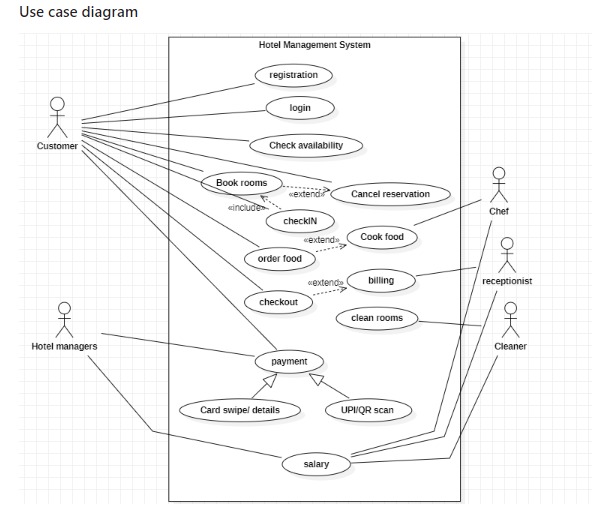 Use case diagram
Hotel Management System
registration
login
Customer
Check availability
Book rooms
«extend»
Cancel reservation
«include»
checkIN
Chef
«extend»
Cook food
order food
«extend»
billing
receptionist
checkout
clean rooms
Hotel managers
Cleaner
payment
Card swipe/ details
UPI/QR scan
salary